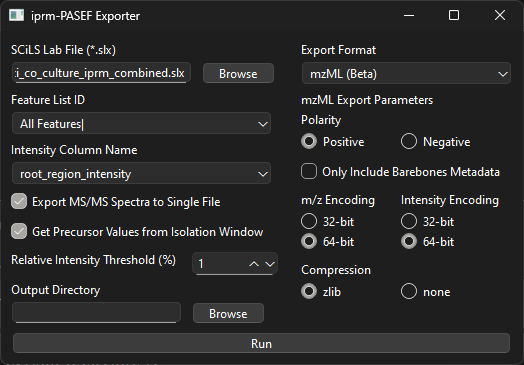 iprm-PASEF Exporter
SCiLS Lab File (*.slx)
:i_co_culture_iprm_combined.slx
Browse
Feature List ID
All Features
Intensity Column Name
root_region_intensity
Export MS/MS Spectra to Single File
Get Precursor Values from Isolation Window
Relative Intensity Threshold (%)
1
Output Directory
Browse
Export Format
mzML (Beta)
mzML Export Parameters
Polarity
Positive
Negative
Only Include Barebones Metadata
m/z Encoding
Intensity Encoding
32-bit
32-bit
64-bit
64-bit
Compression
zlib
none
Run